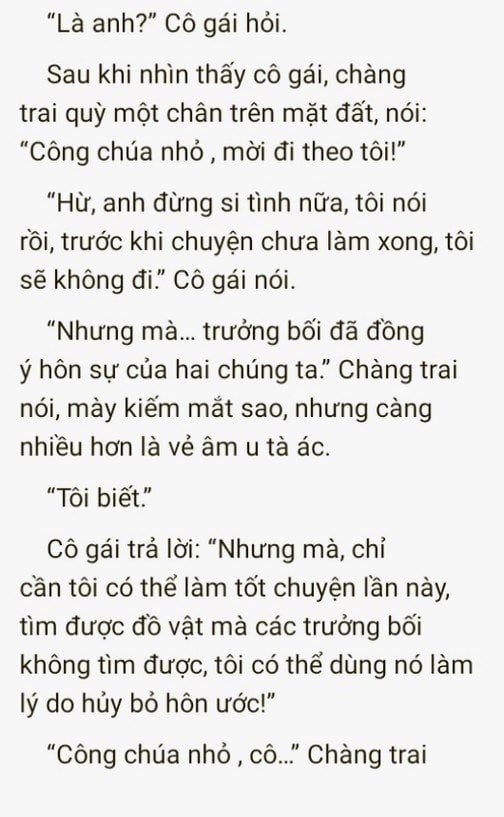 “Là anh?” Cô gái hỏi.
Sau khi nhìn thấy cô gái, chàng
trai quỳ một chân trên mặt đất, nói:
“Công chúa nhỏ , mời đi theo tôi!”
“Hừ, anh đừng si tình nữa, tôi nói
rồi, trước khi chuyện chưa làm xong, tôi
sẽ không đi.” Cô gái nói.
“Nhưng mà... trưởng bối đã đồng
ý hôn sự của hai chúng ta.” Chàng trai
nói, mày kiếm mắt sao, nhưng càng
nhiều hơn là vẻ âm u tà ác.
“Tôi biết.”
Cô gái trả lời: “Nhưng mà, chỉ
cần tôi có thể làm tốt chuyện lần này,
tìm được đồ vật mà các trưởng bối
không tìm được, tôi có thể dùng nó làm
lý do hủy bỏ hôn ước!”
“Công chúa nhỏ , cô...” Chàng trai